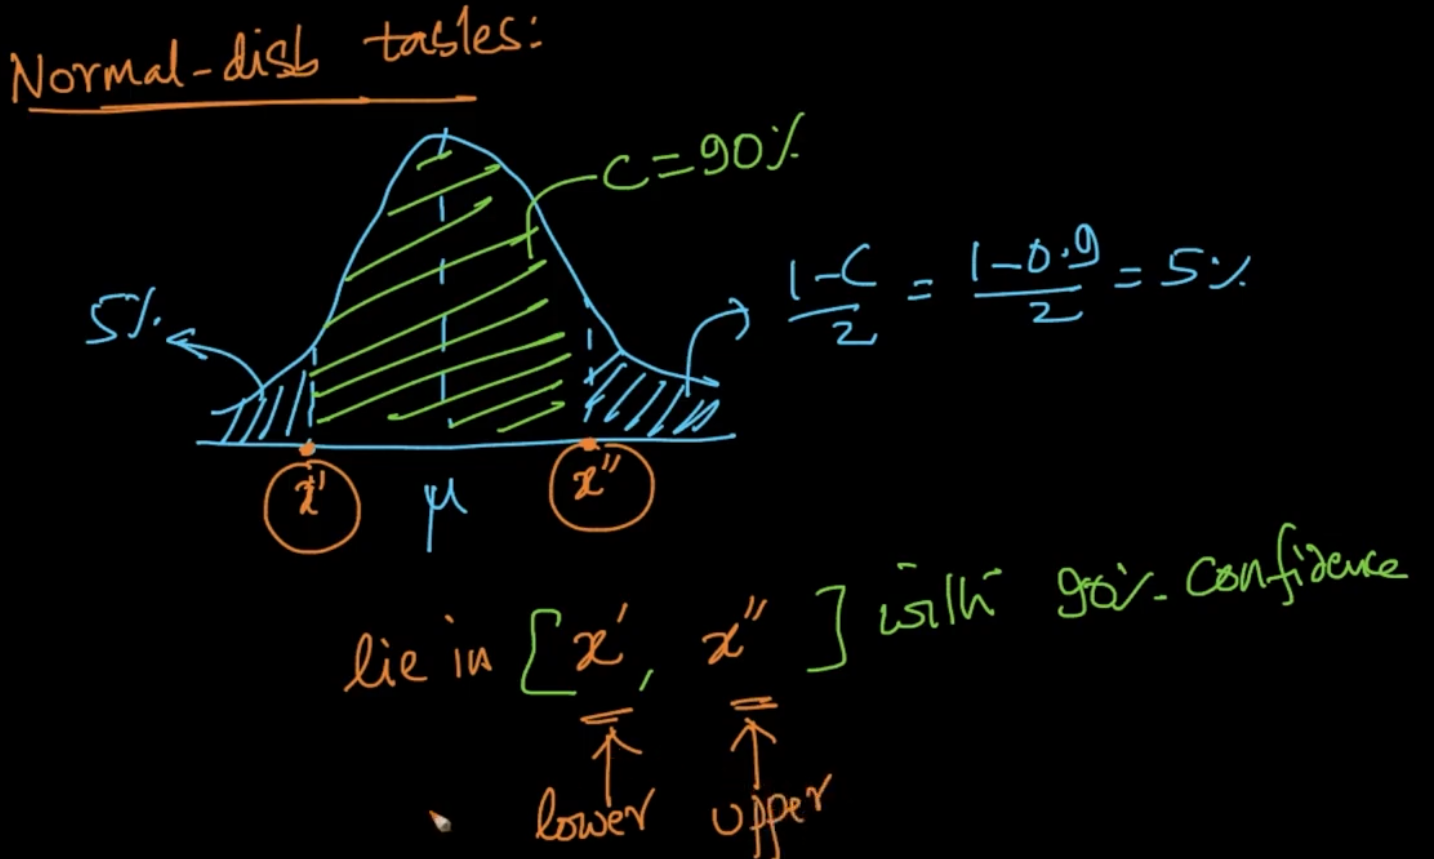 Normal-disb tables:
C=90%
5%
1-C/2 = 1-0.9/2 = 5%
x' μ x"
lie in [x', x"] with 90% confidence
lower upper